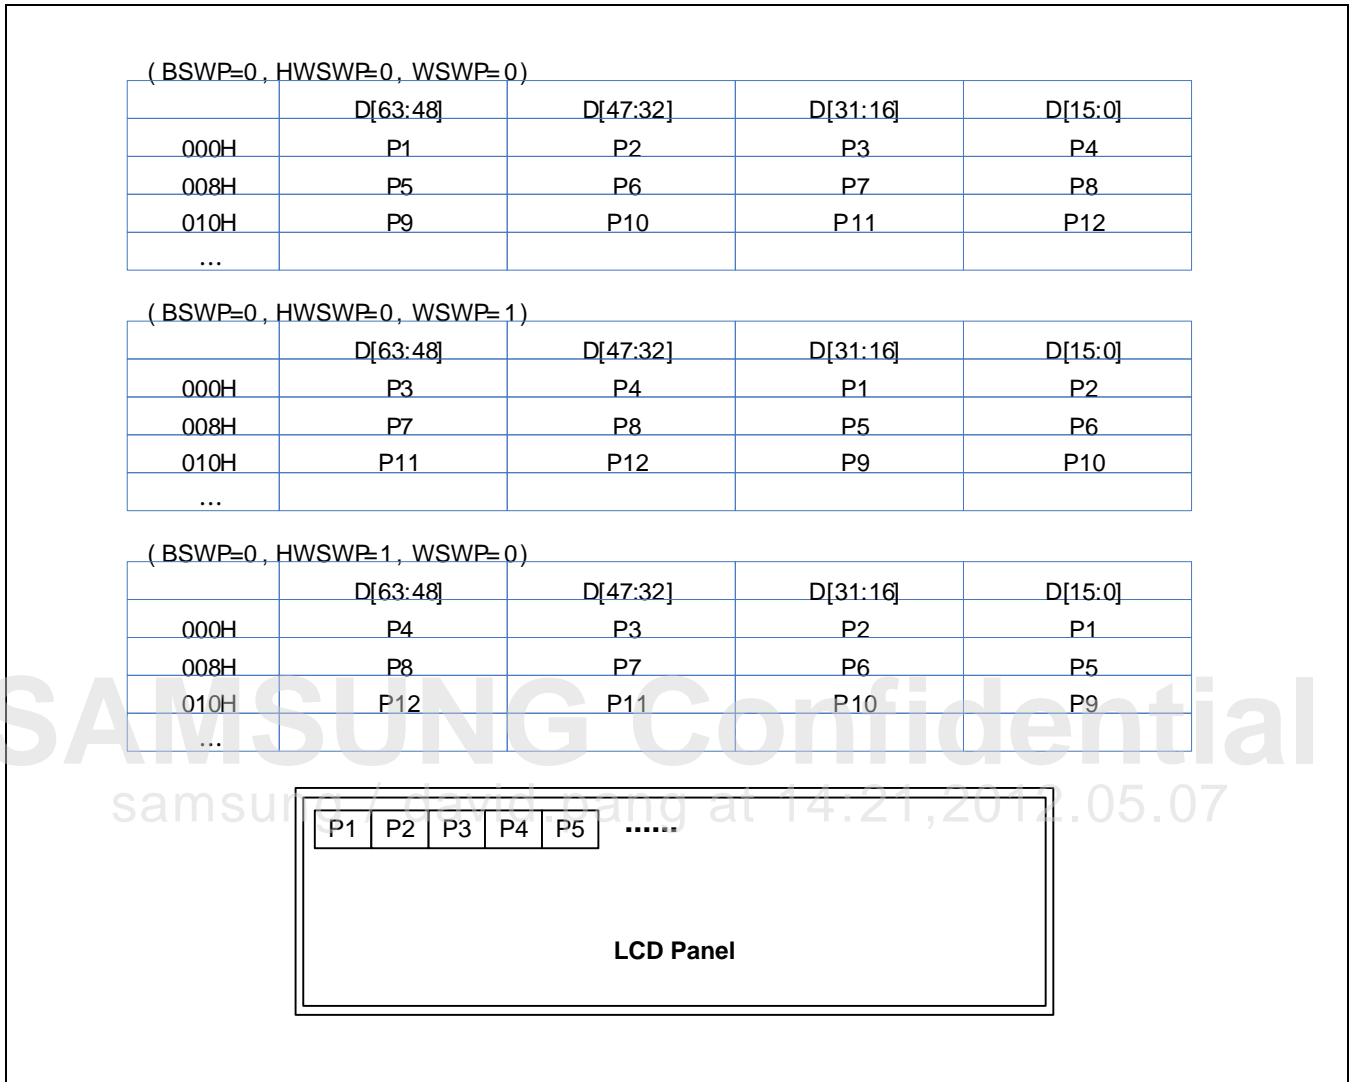 ( BSWP=0 , HWSWP=0 , WSWP=0)
D[63:48] D[47:32] D[31:16] D[15:0]
000H P1 P2 P3 P4
008H P5 P6 P7 P8
010H P9 P10 P11 P12
...
( BSWP=0 , HWSWP=0 , WSWP=1)
D[63:48] D[47:32] D[31:16] D[15:0]
000H P3 P4 P1 P2
008H P7 P8 P5 P6
010H P11 P12 P9 P10
...
( BSWP=0 , HWSWP=1 , WSWP=0)
D[63:48] D[47:32] D[31:16] D[15:0]
000H P4 P3 P2 P1
008H P8 P7 P6 P5
010H P12 P11 P10 P9
...
SAMSUNG Confidential
samsung / david.pang at 14:21,2012.05.07
P1 P2 P3 P4 P5 ......
LCD Panel